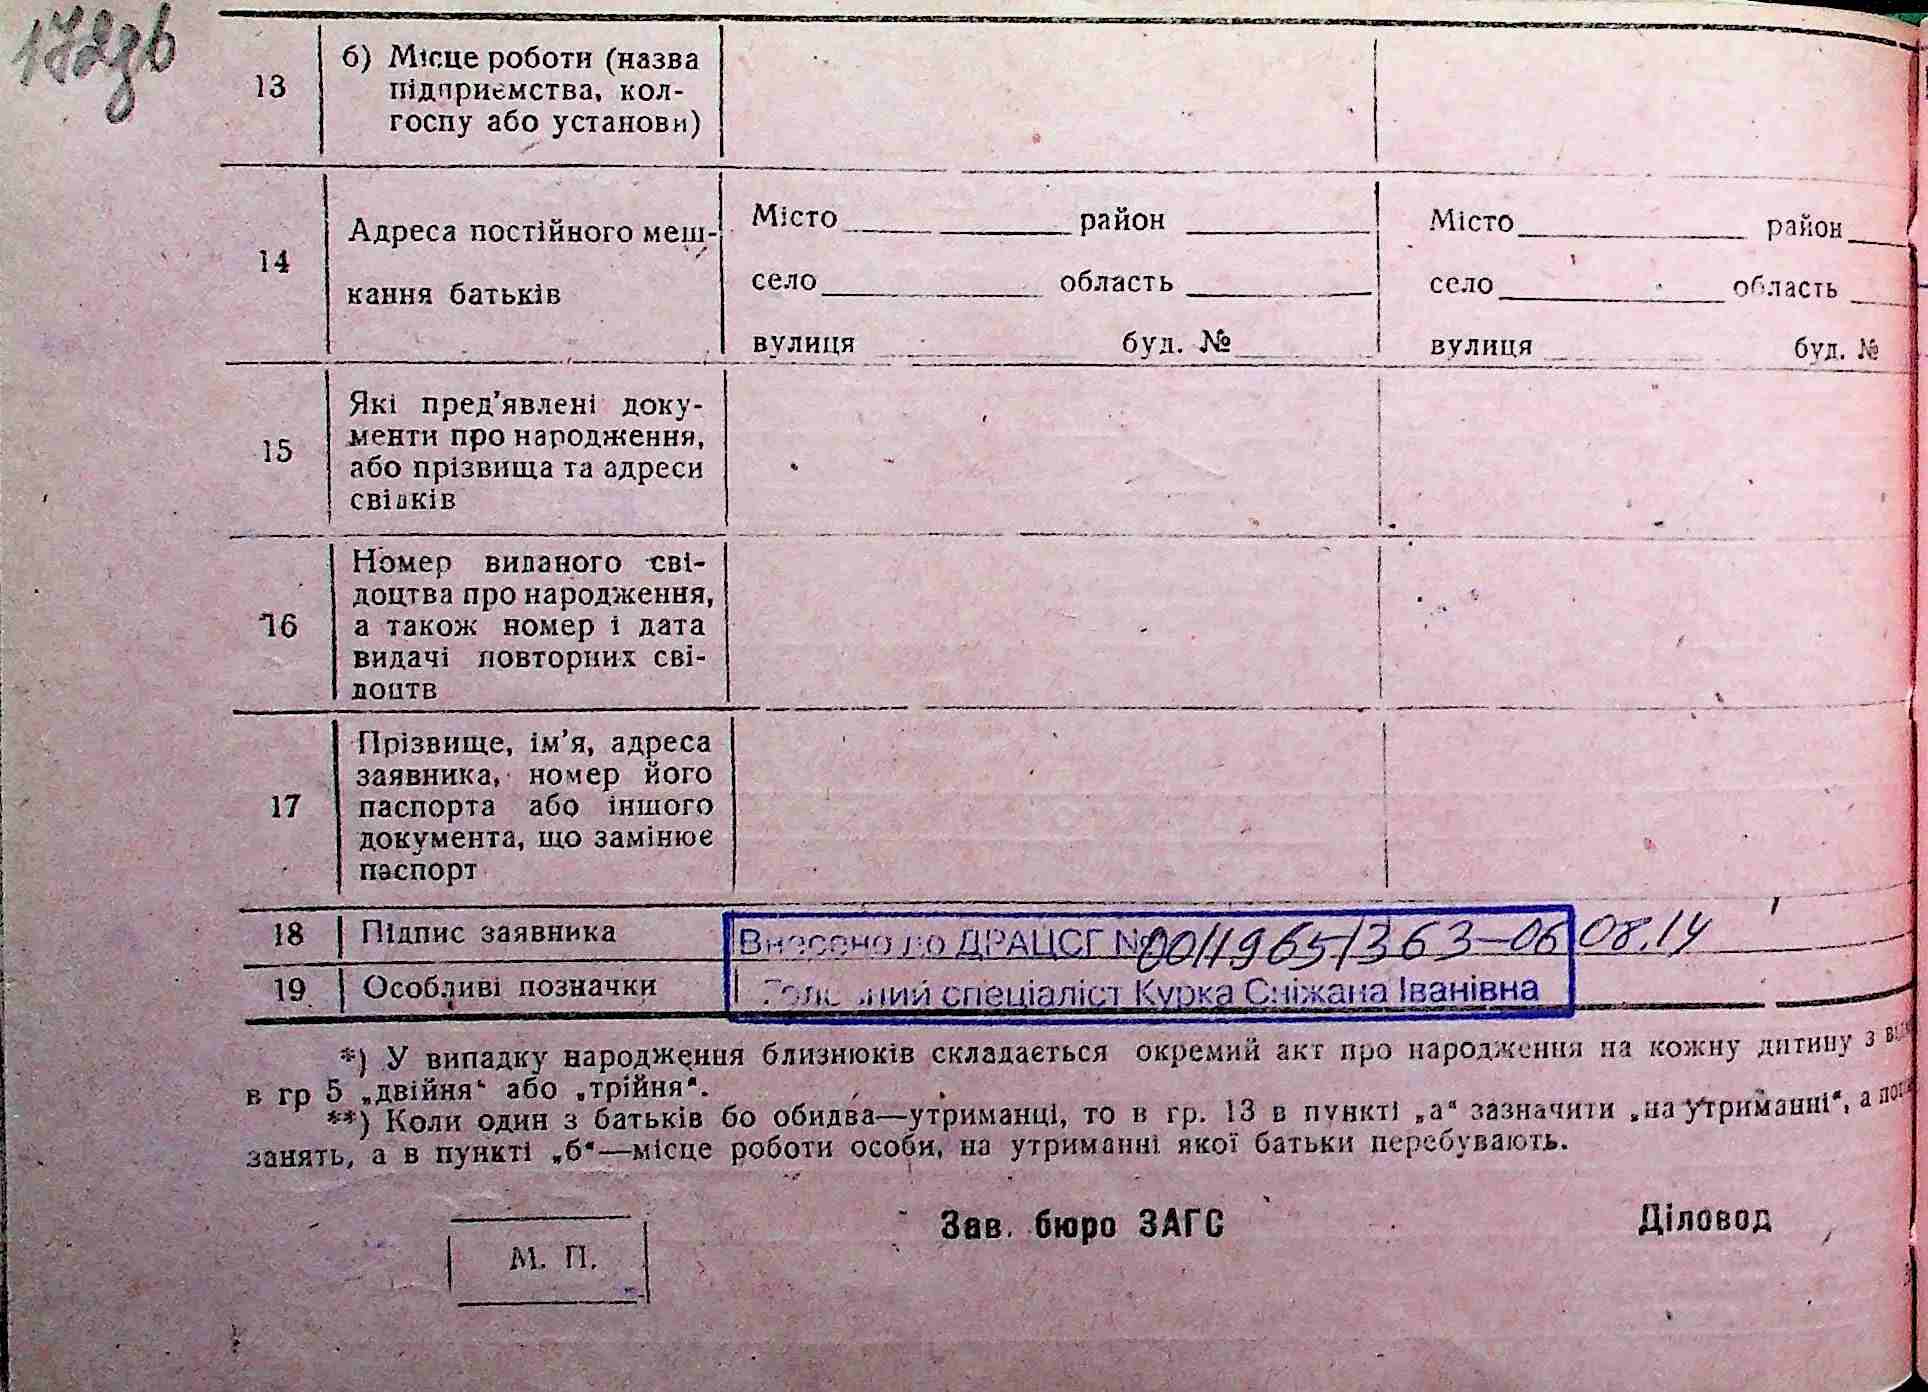 172зв
13
б) Місце роботи (назва
підприємства, кол-
госпу або установи)
14
Адреса постійного меш-
кання батьків
Місто район
село область
вулиця буд. №
Місто район
село область
вулиця буд. №
15
Які пред'явлені доку-
менти про народження,
або прізвища та адреси
свідків
16
Номер виданого сві-
доцтва про народження,
а також номер і дата
видачі повторних сві-
доцтв
17
Прізвище, ім'я, адреса
заявника, номер його
паспорта або іншого
документа, що замінює
паспорт
18 Підпис заявника
Внесено до ДРАЦСГ № 00119651363-06.08.14
19 Особливі позначки
Головний спеціаліст Курка Сніжана Іванівна
*) У випадку народження близнюків складається окремий акт про народження на кожну дитину з
в гр 5 „двійня“ або „трійня“.
**) Коли один з батьків бо обидва—утриманці, то в гр. 13 в пункті „а“ зазначити „на утриманні“, а
занять, а в пункті „б“—місце роботи особи, на утриманні якої батьки перебувають.
М. П.
Зав. бюро ЗАГС
Діловод